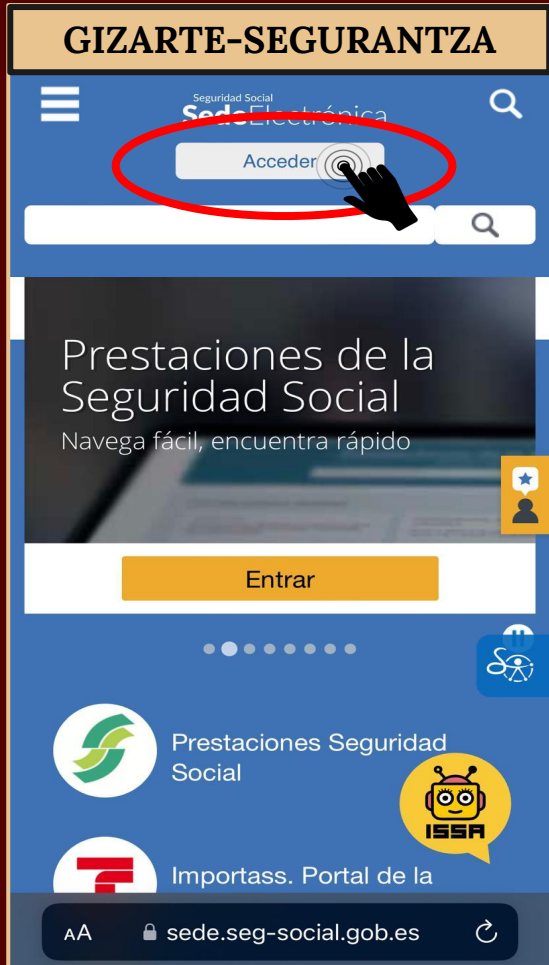 GIZARTE-SEGURANTZA
Seguridad Social
SedeElectrónica
Acceder
Prestaciones de la
Seguridad Social
Navega fácil, encuentra rápido
Entrar
Prestaciones Seguridad
Social
ISSA
Importass. Portal de la
AA sede.seg-social.gob.es